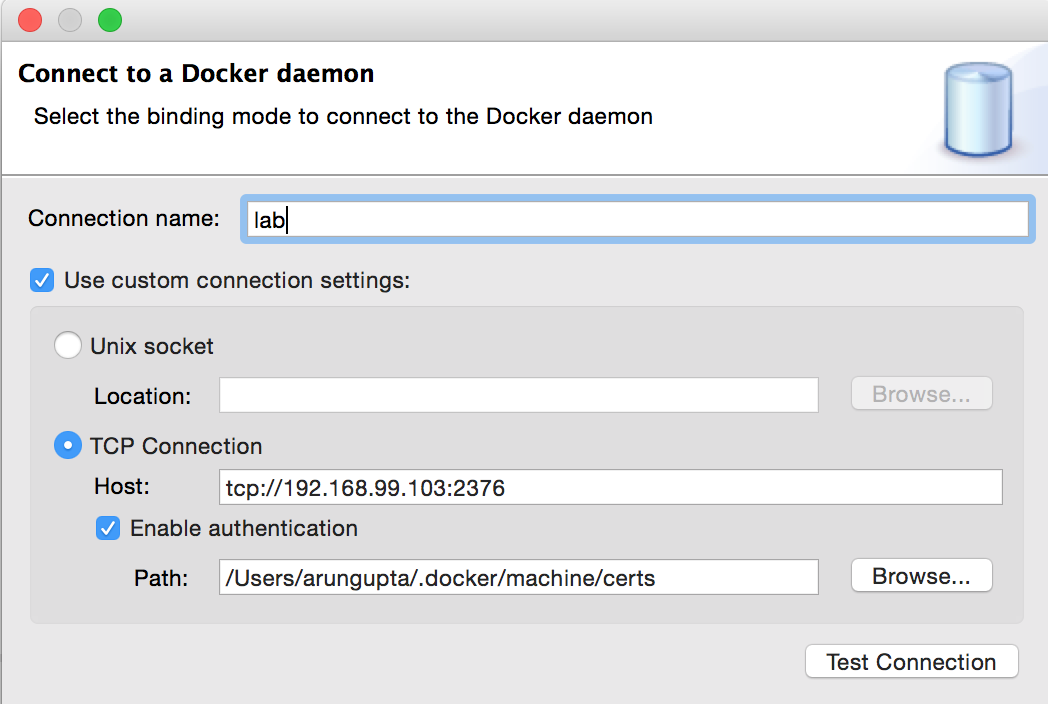 Connect to a Docker daemon
Select the binding mode to connect to the Docker daemon
Connection name: lab
Use custom connection settings:
Unix socket
Location: Browse...
TCP Connection
Host: tcp://192.168.99.103:2376
Enable authentication
Path: /Users/arungupta/.docker/machine/certs Browse...
Test Connection